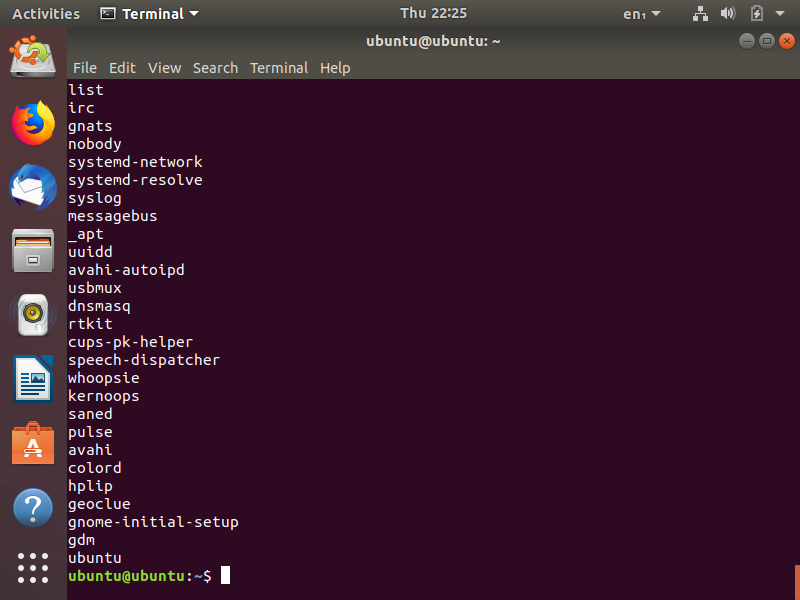 Activities Terminal Thu 22:25 en₁
ubuntu@ubuntu: ~
File Edit View Search Terminal Help
list
irc
gnats
nobody
systemd-network
systemd-resolve
syslog
messagebus
_apt
uuidd
avahi-autoipd
usbmux
dnsmasq
rtkit
cups-pk-helper
speech-dispatcher
whoopsie
kernoops
saned
pulse
avahi
colord
hplip
geoclue
gnome-initial-setup
gdm
ubuntu
ubuntu@ubuntu:~$